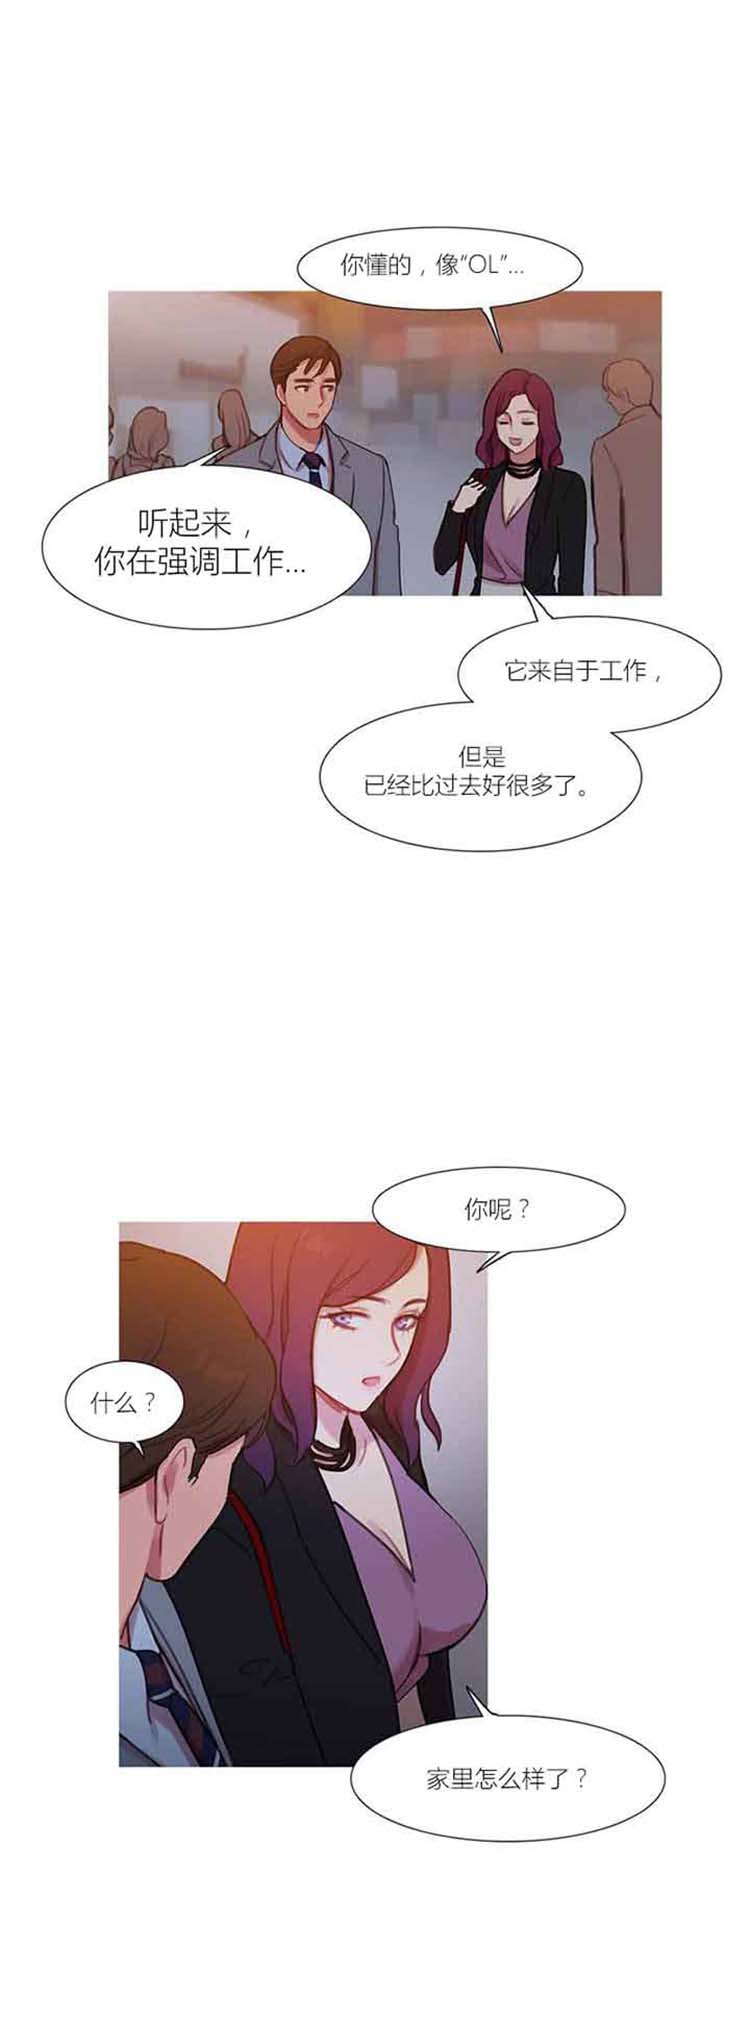 你懂的，像“OL”...
听起来，
你在强调工作...
它来自于工作，
但是
已经比过去好很多了。
你呢？
什么？
家里怎么样了？